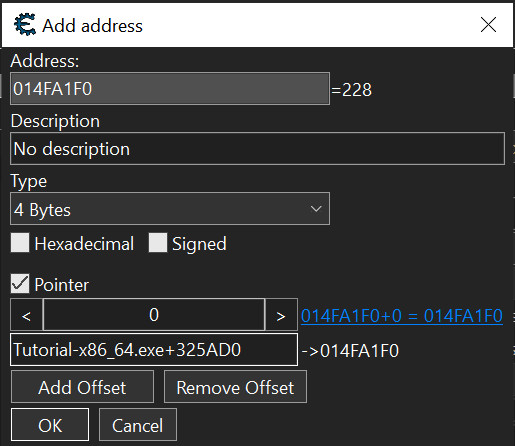 Add address
Address:
014FA1F0 =228
Description
No description
Type
4 Bytes
Hexadecimal Signed
Pointer
< 0 > 014FA1F0+0 = 014FA1F0
Tutorial-x86_64.exe+325AD0 ->014FA1F0
Add Offset Remove Offset
OK Cancel